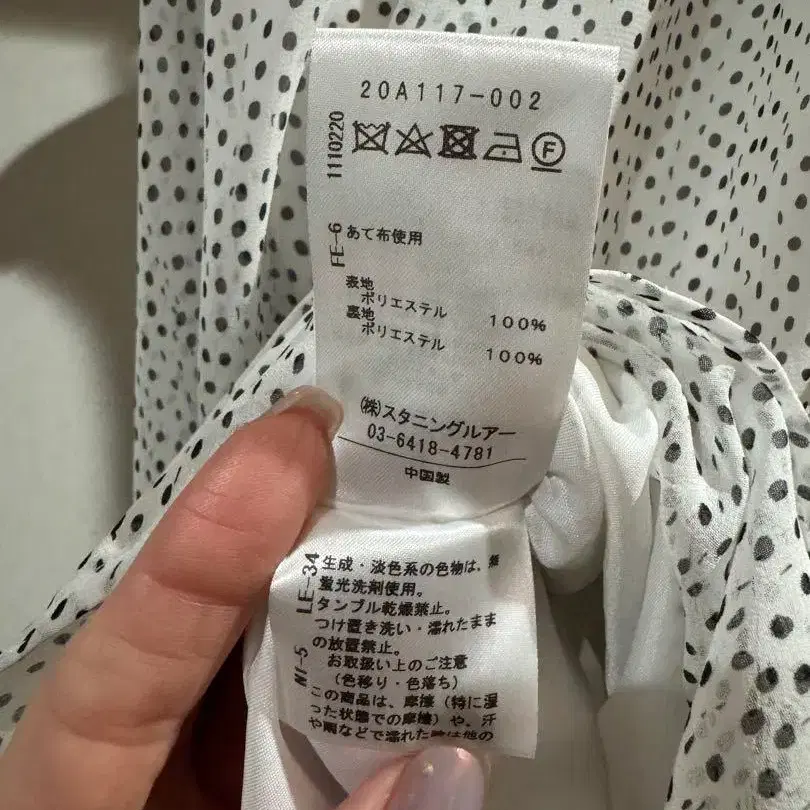 20A117-002
1110220
F
FE-6
あて布使用
表地
ポリエステル 100%
裏地
ポリエステル 100%
(株)スタニングルアー
03-6418-4781
中国製
LE-34
生成・淡色系の色物は、無
蛍光洗剤使用。
タンブル乾燥禁止。
つけ置き洗い・濡れたまま
の放置禁止。
NI-5
お取扱い上のご注意
(色移り・色落ち)
この商品は、摩擦(特に湿
った状態での摩擦)や、汗
や雨などで濡れた時は他の